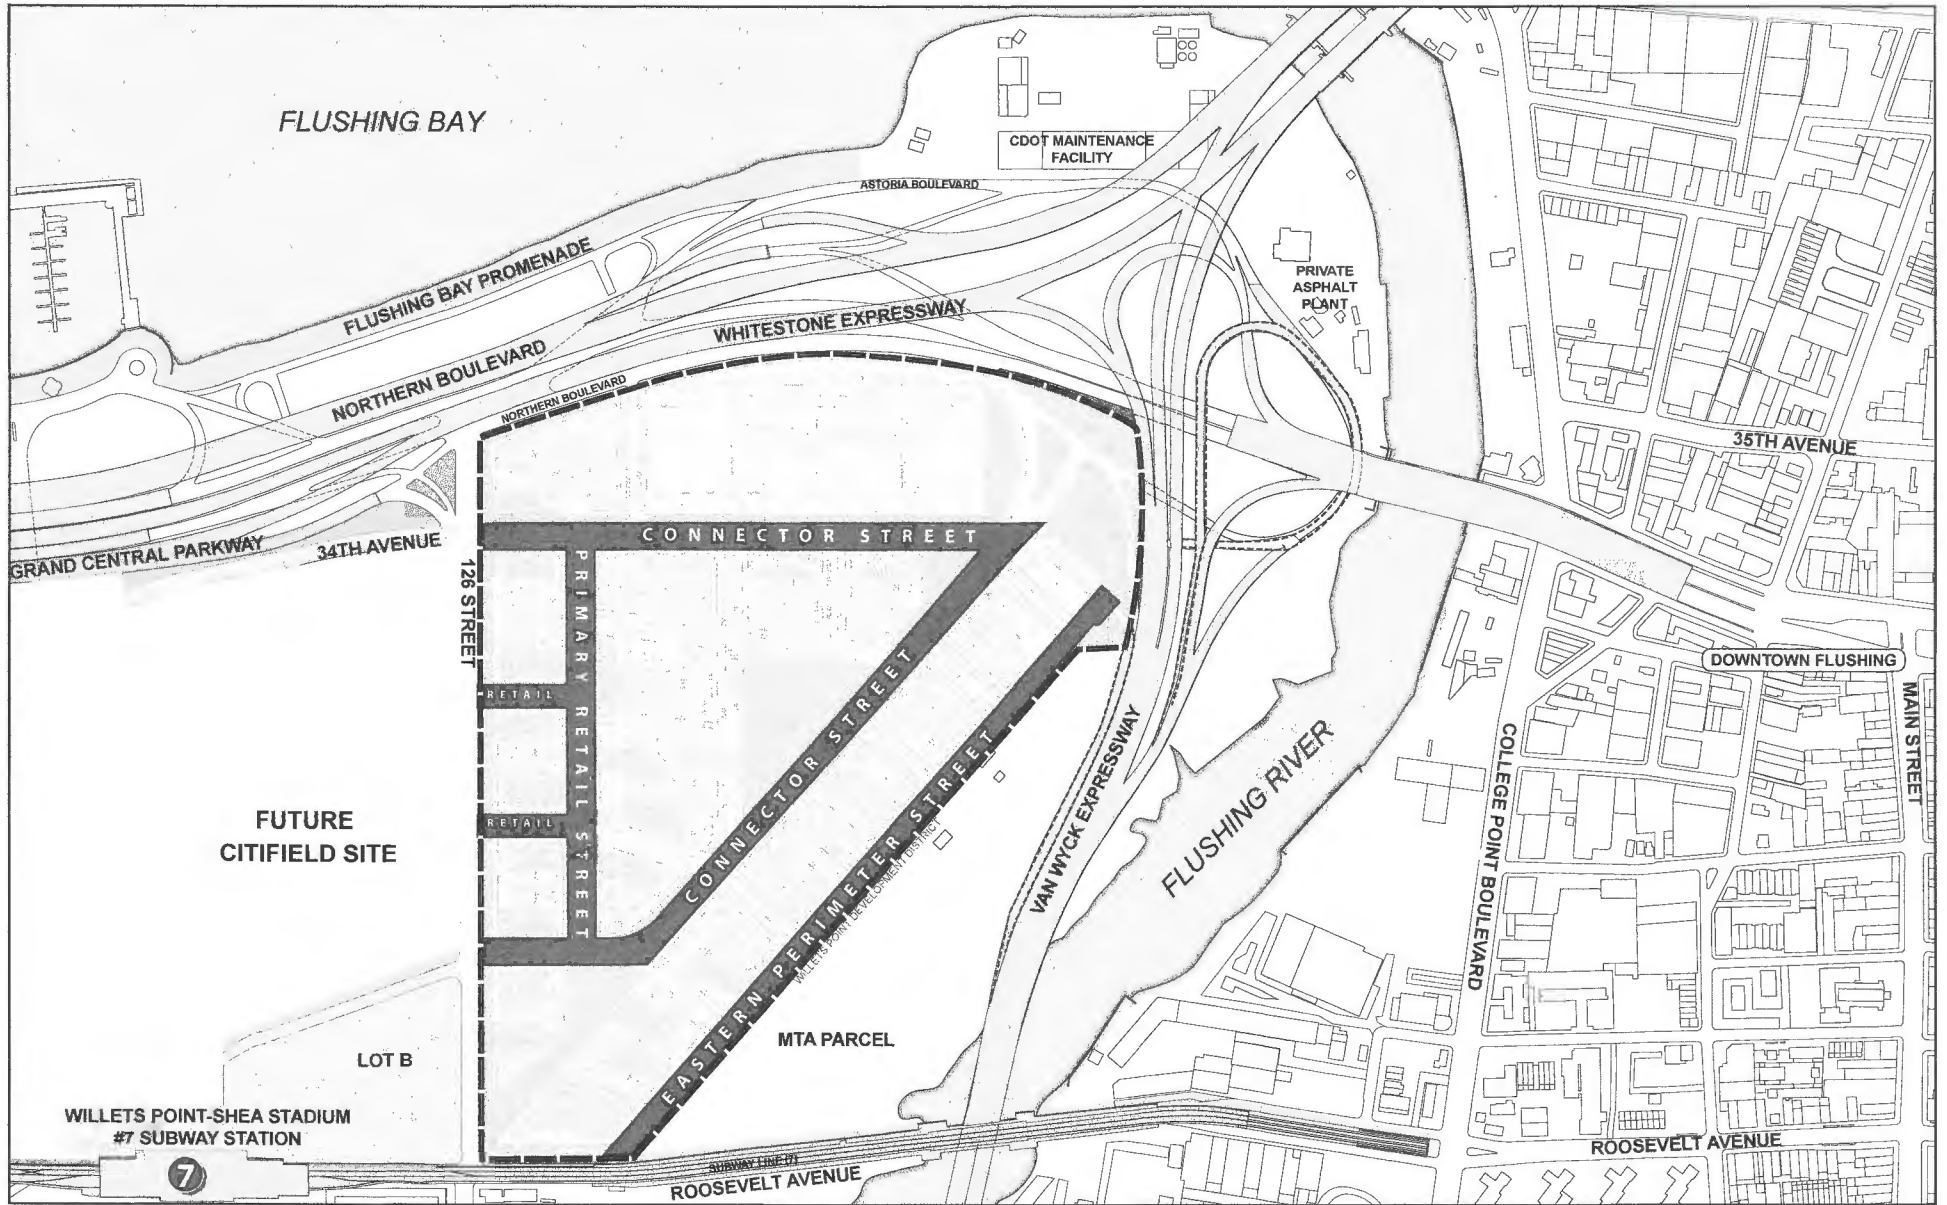 FLUSHING BAY
CDOT MAINTENANCE
FACILITY
ASTORIA BOULEVARD
FLUSHING BAY PROMENADE
PRIVATE
ASPHALT
PLANT
WHITESTONE EXPRESSWAY
NORTHERN BOULEVARD
NORTHERN BOULEVARD
35TH AVENUE
GRAND CENTRAL PARKWAY
34TH AVENUE
CONNECTOR STREET
126 STREET
PRIMARY RETAIL STREET
RETAIL
RETAIL
CONNECTOR STREET
EASTERN PERIMETER STREET
WILLETS POINT DEVELOPMENT DISTRICT
VAN WYCK EXPRESSWAY
FLUSHING RIVER
DOWNTOWN FLUSHING
MAIN STREET
COLLEGE POINT BOULEVARD
FUTURE
CITIFIELD SITE
MTA PARCEL
LOT B
WILLETS POINT-SHEA STADIUM
#7 SUBWAY STATION
7
SUBWAY LINE (7)
ROOSEVELT AVENUE
ROOSEVELT AVENUE